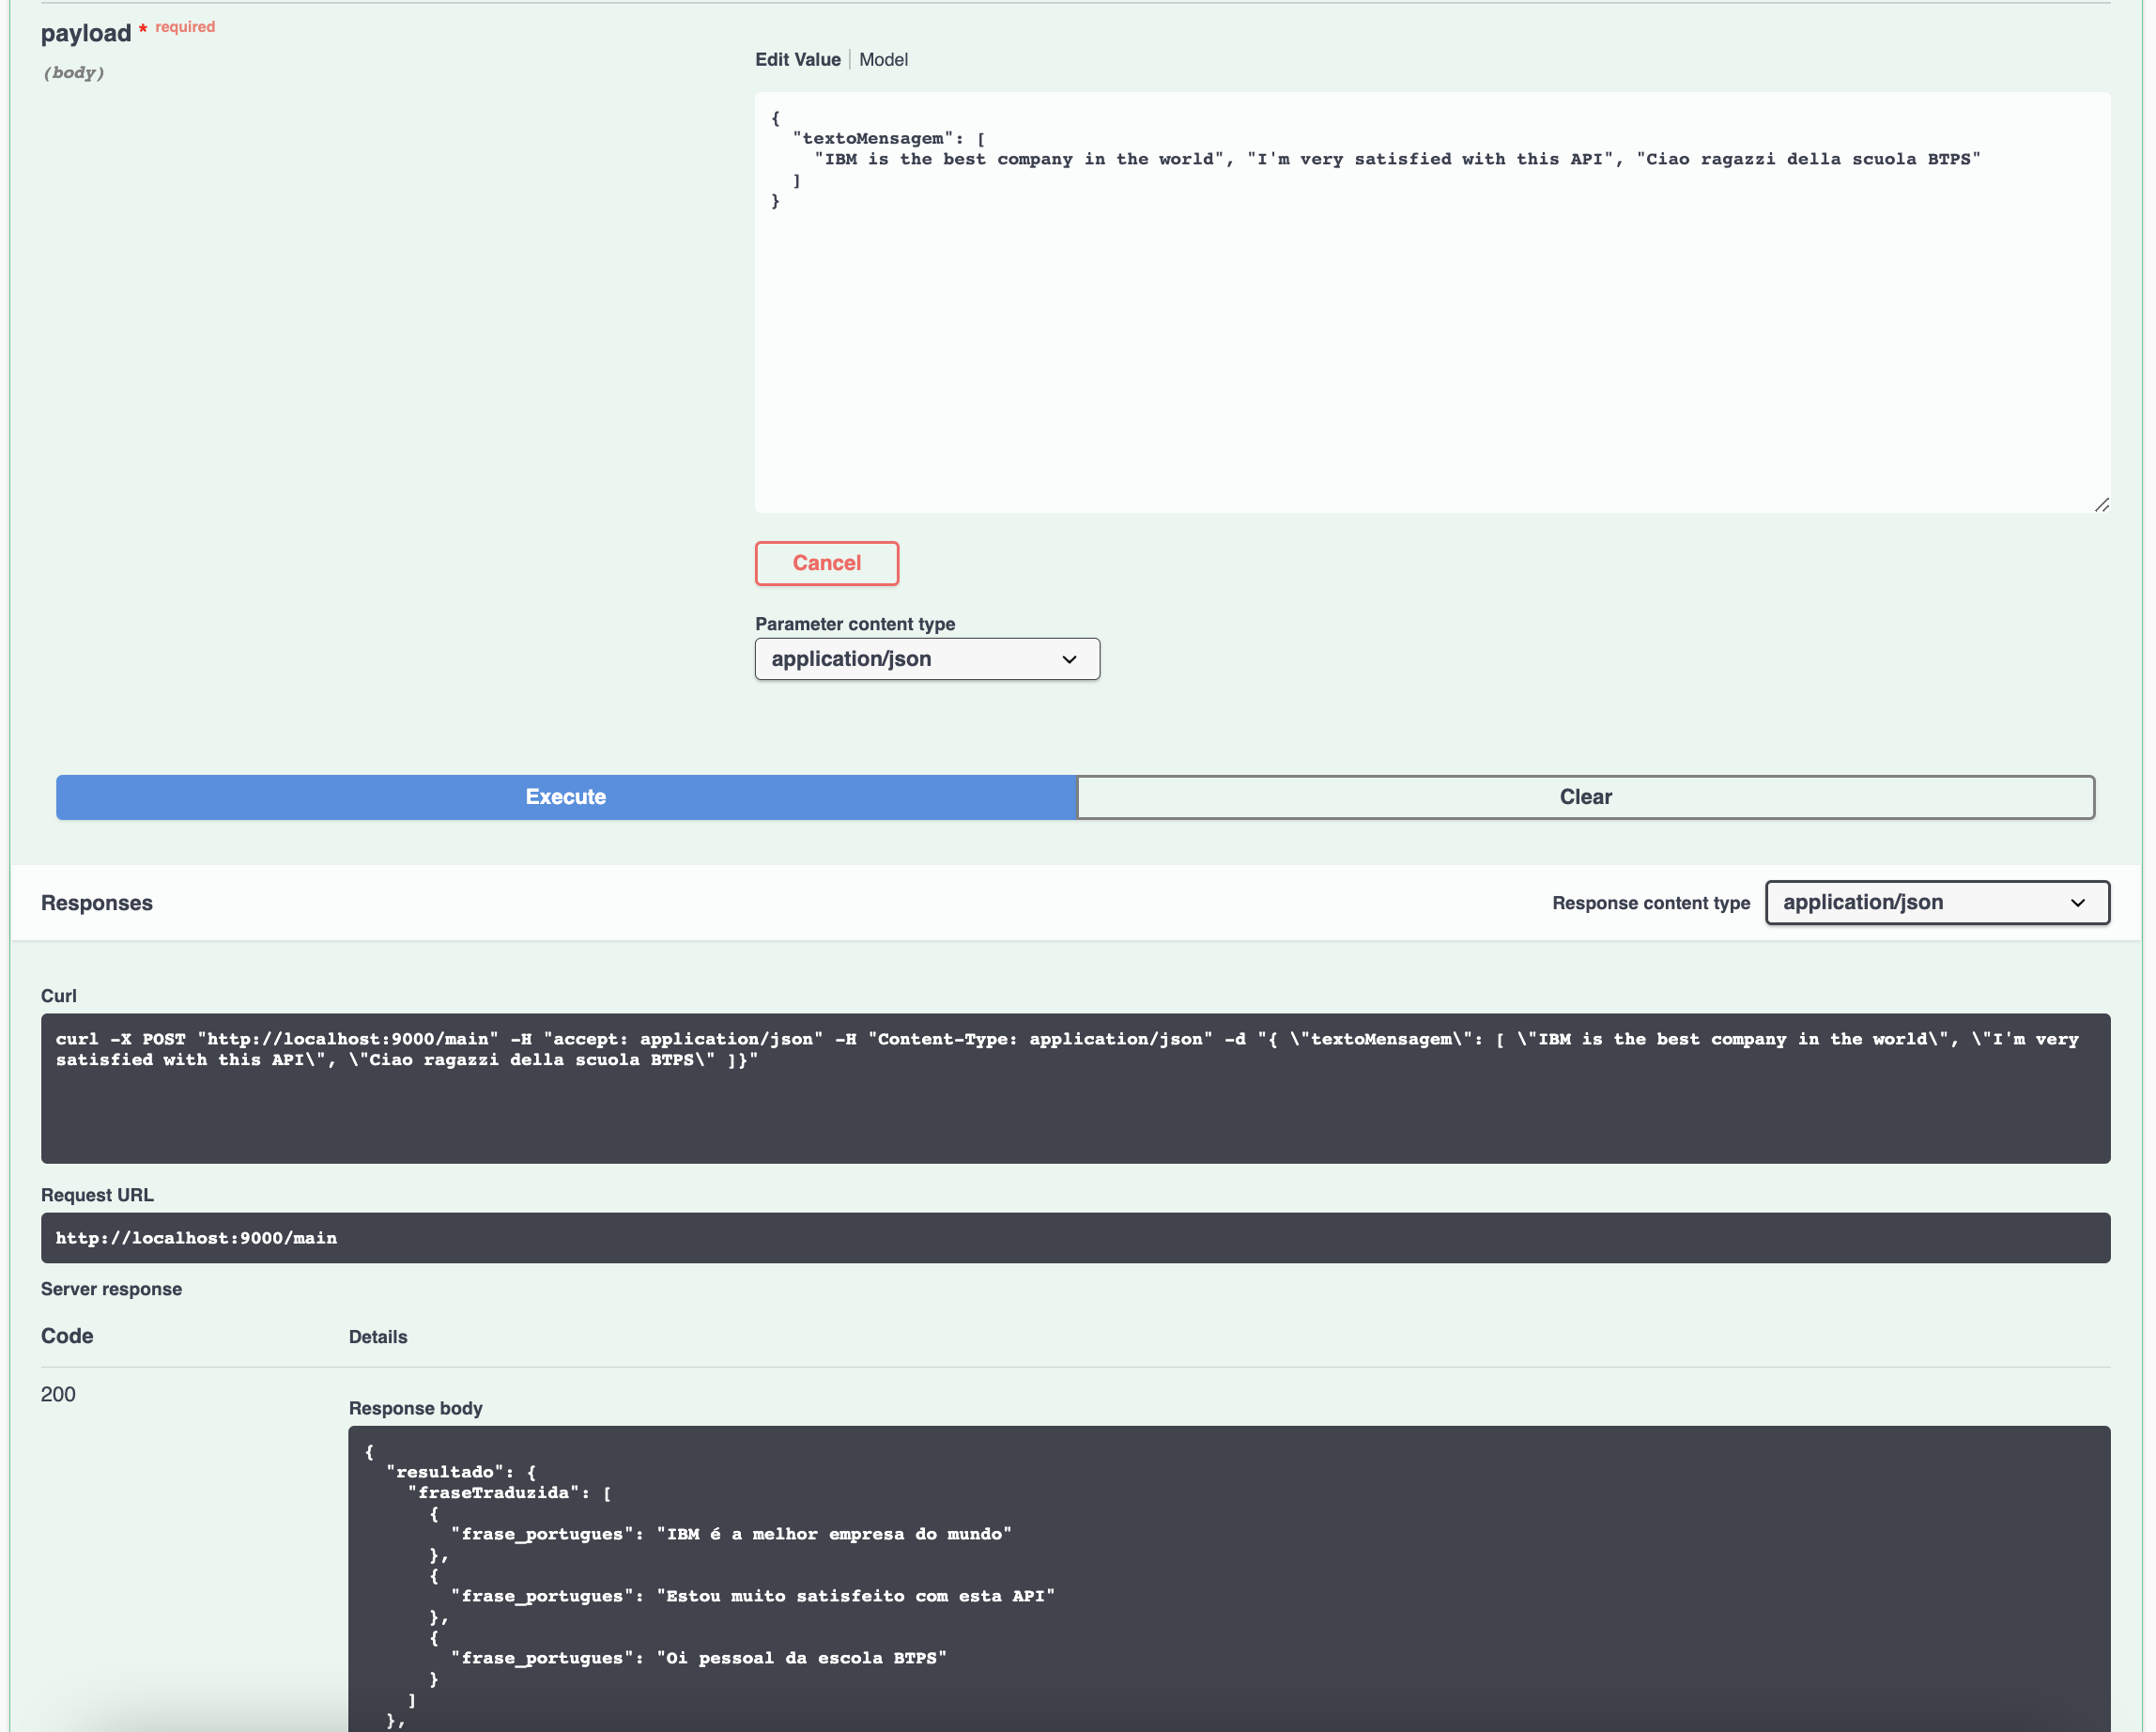 payload * required
(body)
Edit Value | Model
{
  "textoMensagem": [
    "IBM is the best company in the world", "I'm very satisfied with this API", "Ciao ragazzi della scuola BTPS"
  ]
}
Cancel
Parameter content type
application/json
Execute
Clear
Responses
Response content type
application/json
Curl
curl -X POST "http://localhost:9000/main" -H "accept: application/json" -H "Content-Type: application/json" -d "{ \"textoMensagem\": [ \"IBM is the best company in the world\", \"I'm very
satisfied with this API\", \"Ciao ragazzi della scuola BTPS\" ]}"
Request URL
http://localhost:9000/main
Server response
Code
Details
200
Response body
{
  "resultado": {
    "fraseTraduzida": [
      {
        "frase_portugues": "IBM é a melhor empresa do mundo"
      },
      {
        "frase_portugues": "Estou muito satisfeito com esta API"
      },
      {
        "frase_portugues": "Oi pessoal da escola BTPS"
      }
    ]
  },